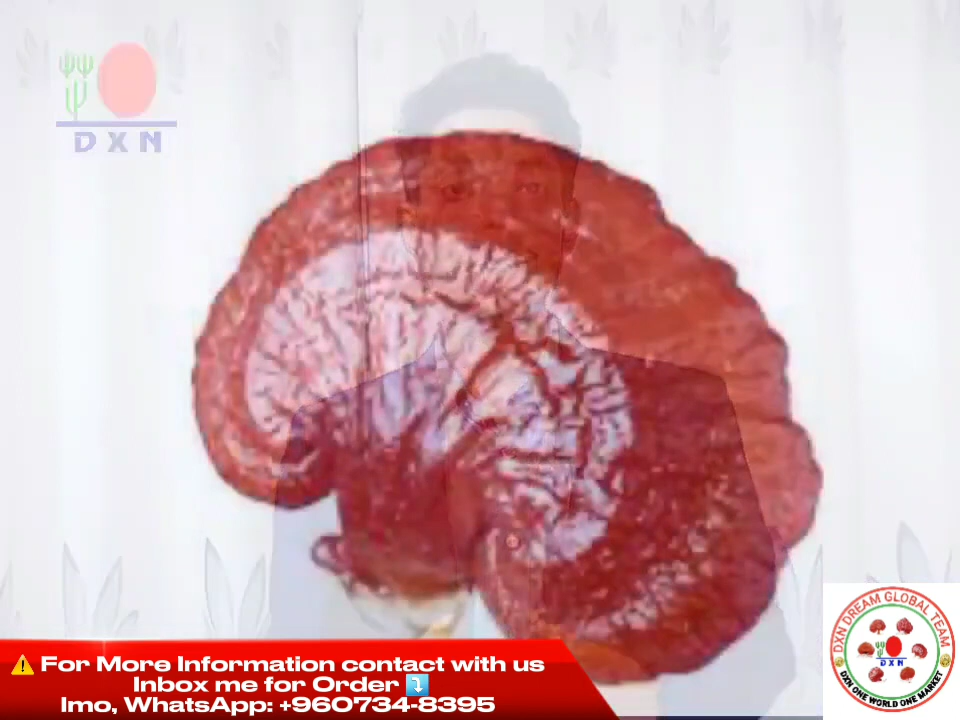 DXN
⚠️ For More Information contact with us
Inbox me for Order ⤵️
Imo, WhatsApp: +960734-8395
DXN DREAM GLOBAL TEAM
DXN
DXN ONE WORLD ONE MARKET